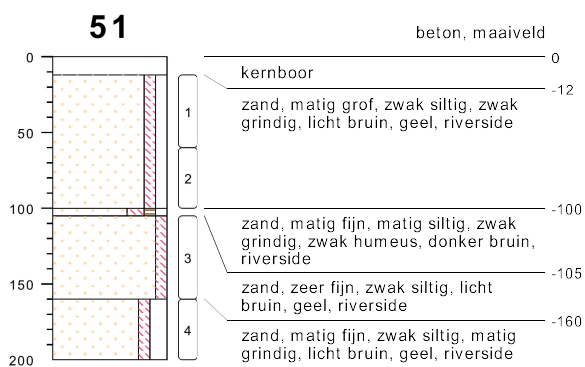 51
beton, maaiveld
0
0
kernboor
-12
zand, matig grof, zwak siltig, zwak
grindig, licht bruin, geel, riverside
1
50
2
100
-100
zand, matig fijn, matig siltig, zwak
grindig, zwak humeus, donker bruin,
riverside
-105
3
150
zand, zeer fijn, zwak siltig, licht
bruin, geel, riverside
-160
4
zand, matig fijn, zwak siltig, matig
grindig, licht bruin, geel, riverside
200